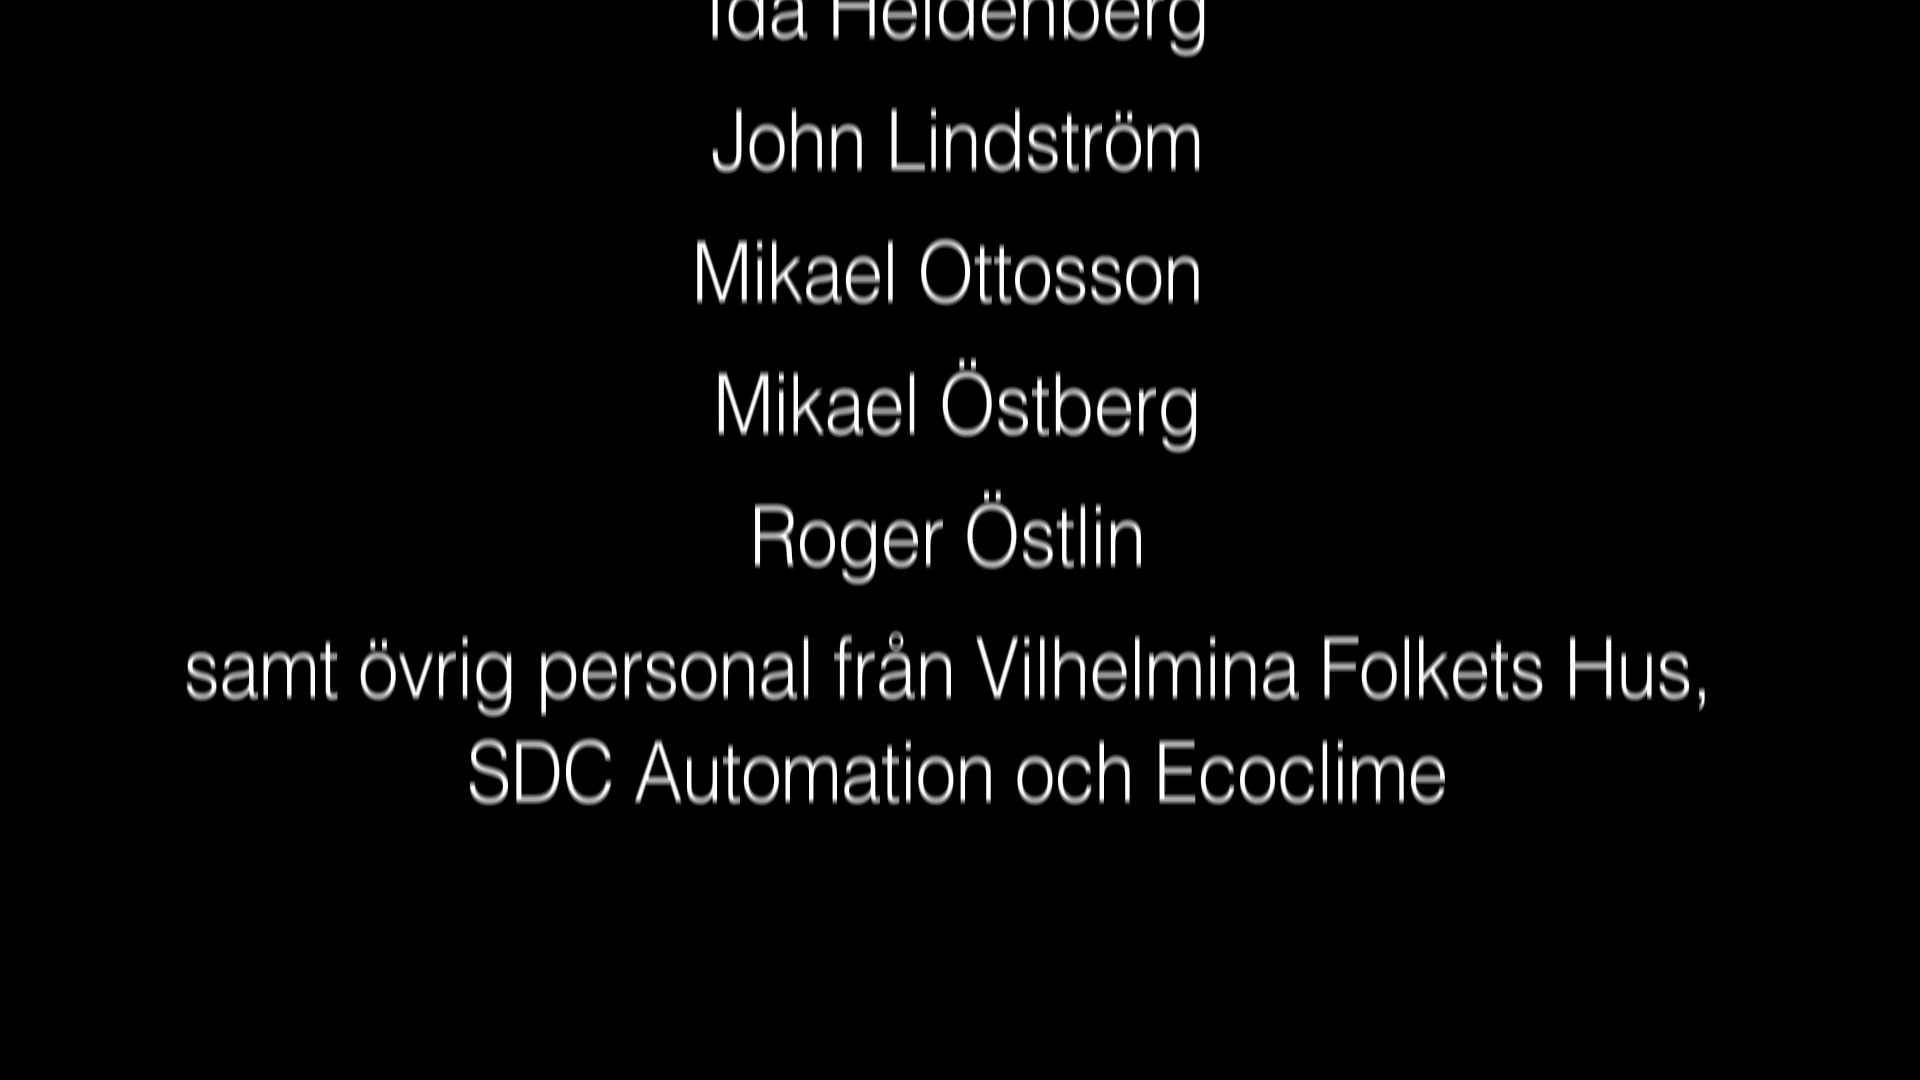 Ida Heidenberg
John Lindström
Mikael Ottosson
Mikael Östberg
Roger Östlin
samt övrig personal från Vilhelmina Folkets Hus,
SDC Automation och Ecoclime